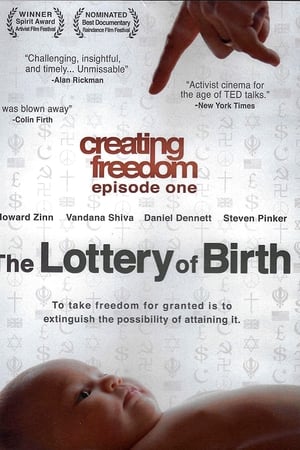 WINNER
Spirit Award
Artivist Film Festival
NOMINATED
Best Documentary
Raindance Film Festival
"Challenging, insightful,
and timely... Unmissable"
-Alan Rickman
"Activist cinema for
the age of TED talks."
-New York Times
was blown away"
-Colin Firth
creating
freedom
episode one
Howard Zinn Vandana Shiva Daniel Dennett Steven Pinker
The Lottery of Birth
To take freedom for granted is to
extinguish the possibility of attaining it.